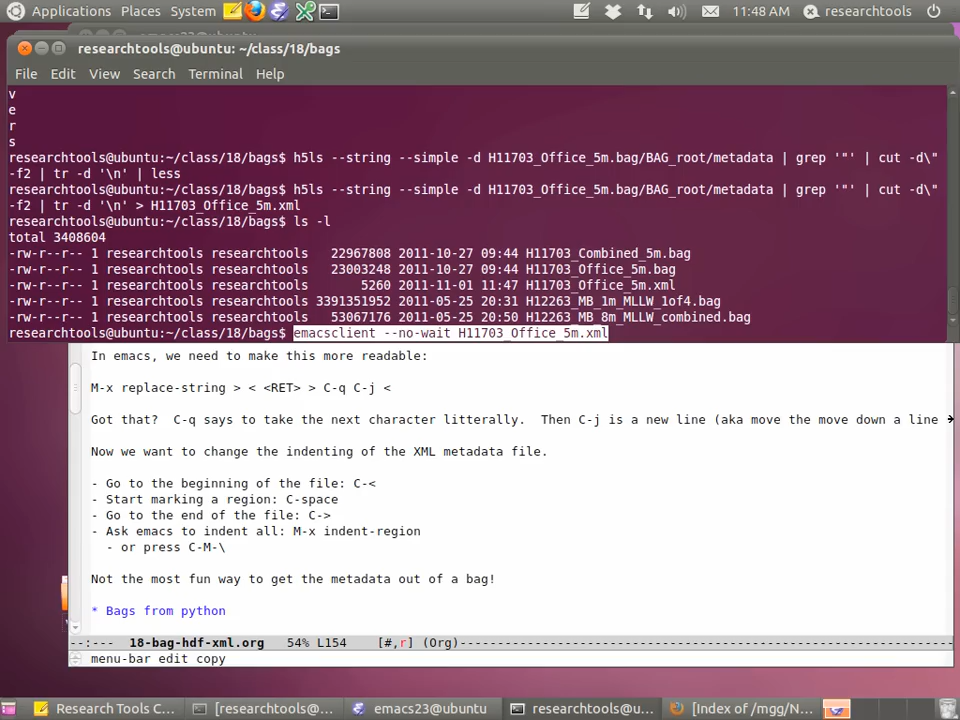 Applications Places System 11:48 AM researchtools
researchtools@ubuntu: ~/class/18/bags
File Edit View Search Terminal Help
v
e
r
s
researchtools@ubuntu:~/class/18/bags$ h5ls --string --simple -d H11703_Office_5m.bag/BAG_root/metadata | grep '"' | cut -d\"
-f2 | tr -d '\n' | less
researchtools@ubuntu:~/class/18/bags$ h5ls --string --simple -d H11703_Office_5m.bag/BAG_root/metadata | grep '"' | cut -d\"
-f2 | tr -d '\n' > H11703_Office_5m.xml
researchtools@ubuntu:~/class/18/bags$ ls -l
total 3408604
-rw-r--r-- 1 researchtools researchtools 22967808 2011-10-27 09:44 H11703_Combined_5m.bag
-rw-r--r-- 1 researchtools researchtools 23003248 2011-10-27 09:44 H11703_Office_5m.bag
-rw-r--r-- 1 researchtools researchtools 5260 2011-11-01 11:47 H11703_Office_5m.xml
-rw-r--r-- 1 researchtools researchtools 3391351952 2011-05-25 20:31 H12263_MB_1m_MLLW_1of4.bag
-rw-r--r-- 1 researchtools researchtools 53067176 2011-05-25 20:50 H12263_MB_8m_MLLW_combined.bag
researchtools@ubuntu:~/class/18/bags$ emacsclient --no-wait H11703_Office_5m.xml
In emacs, we need to make this more readable:
M-x replace-string > < <RET> > C-q C-j <
Got that? C-q says to take the next character litterally. Then C-j is a new line (aka move the move down a line
Now we want to change the indenting of the XML metadata file.
- Go to the beginning of the file: C-<
- Start marking a region: C-space
- Go to the end of the file: C->
- Ask emacs to indent all: M-x indent-region
- or press C-M-\
Not the most fun way to get the metadata out of a bag!
* Bags from python
--:--- 18-bag-hdf-xml.org 54% L154 [#,r] (Org)--------------------------------------------------
menu-bar edit copy
Research Tools C... [researchtools@... emacs23@ubuntu researchtools@u... [Index of /mgg/N...